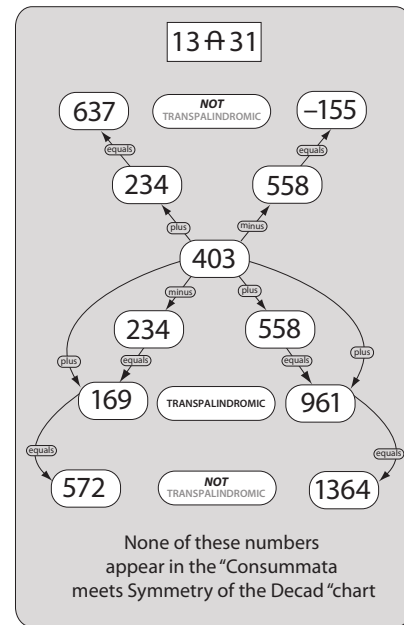 13 ᗩ 31
637
NOT
TRANSPALINDROMIC
–155
equals
equals
234
558
plus
minus
403
minus
plus
234
558
plus
equals
equals
plus
169
TRANSPALINDROMIC
961
equals
equals
572
NOT
TRANSPALINDROMIC
1364
None of these numbers
appear in the "Consummata
meets Symmetry of the Decad "chart